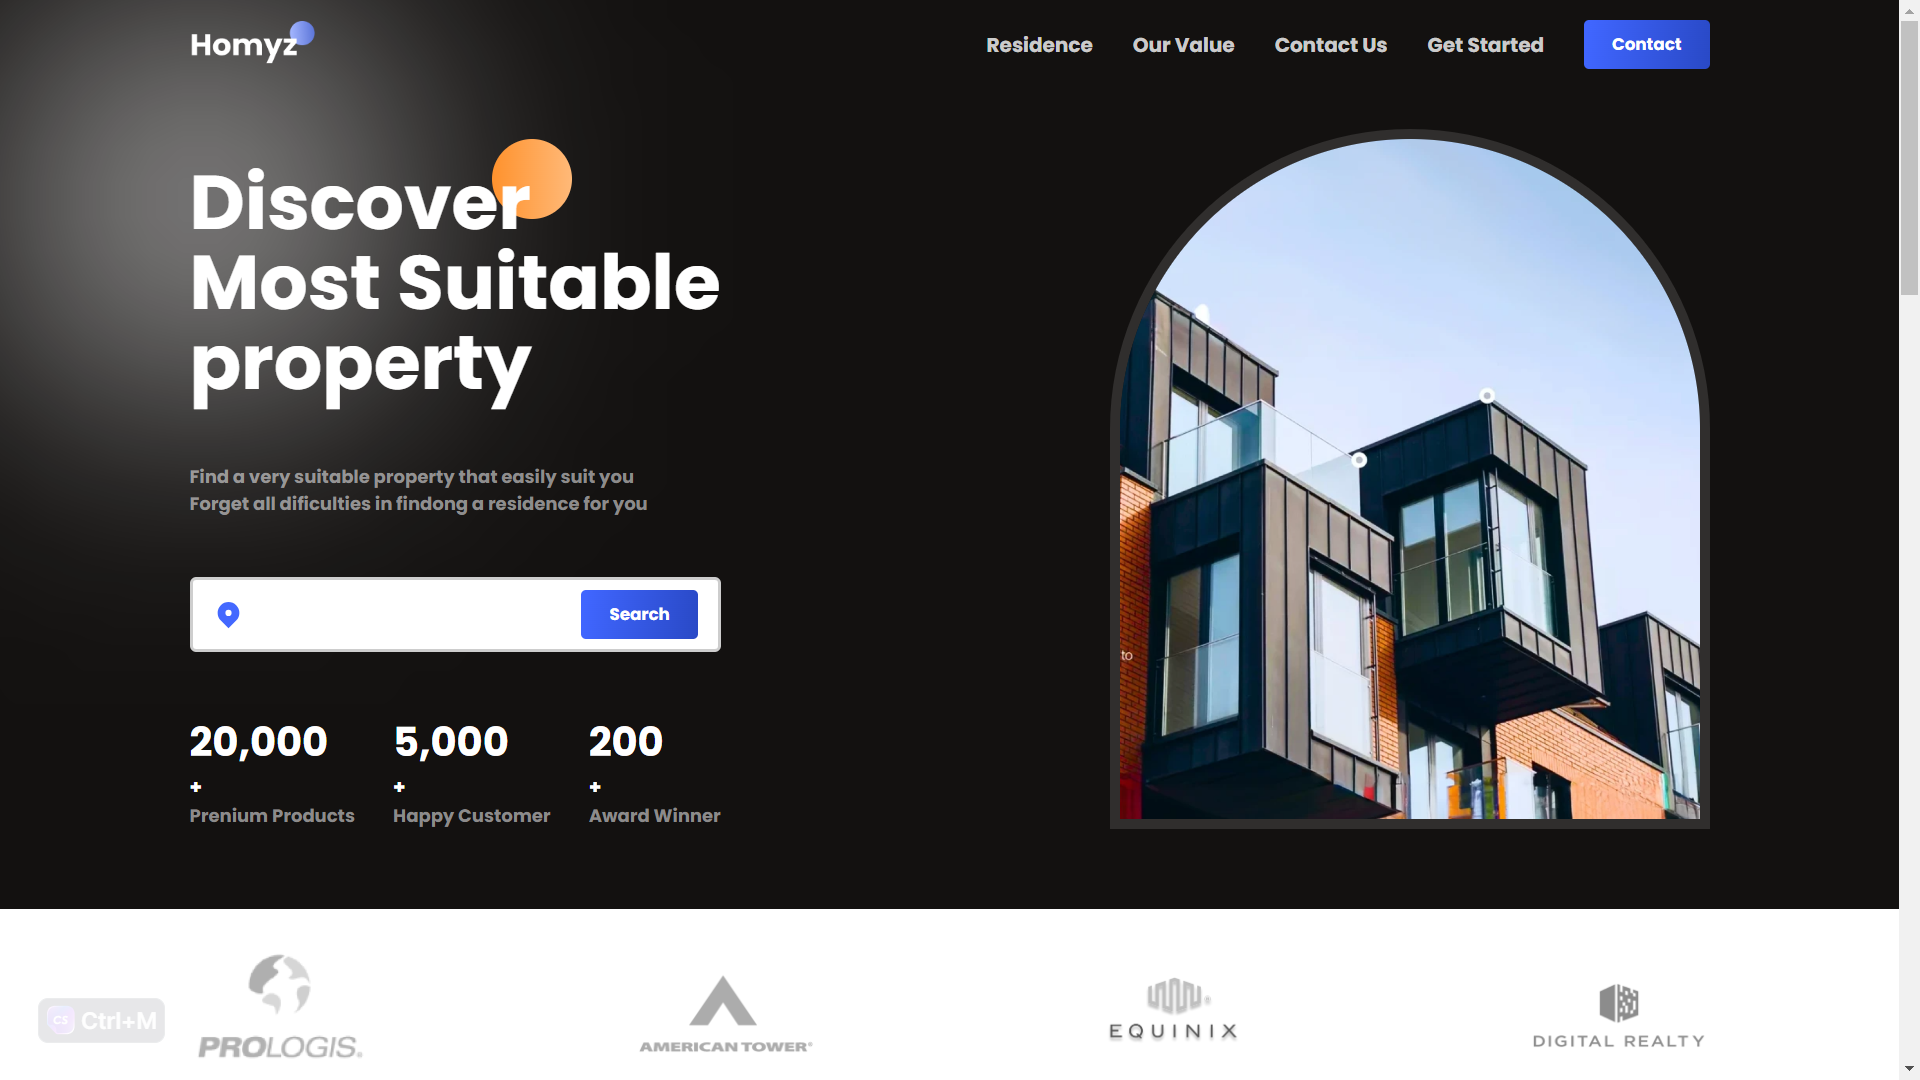 Homyz
Residence
Our Value
Contact Us
Get Started
Contact
Discover
Most Suitable
property
Find a very suitable property that easily suit you
Forget all dificulties in findong a residence for you
Search
20,000
+
Prenium Products
5,000
+
Happy Customer
200
+
Award Winner
to
CS Ctrl+M
PROLOGIS.
AMERICAN TOWER®
EQUINIX
DIGITAL REALTY